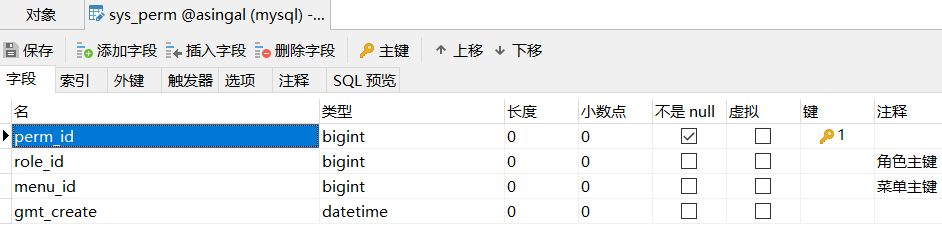 对象 sys_perm @asingal (mysql) -...
保存 添加字段 插入字段 删除字段 主键 上移 下移
字段 索引 外键 触发器 选项 注释 SQL 预览
名 类型 长度 小数点 不是 null 虚拟 键 注释
perm_id bigint 0 0 1
role_id bigint 0 0 角色主键
menu_id bigint 0 0 菜单主键
gmt_create datetime 0 0